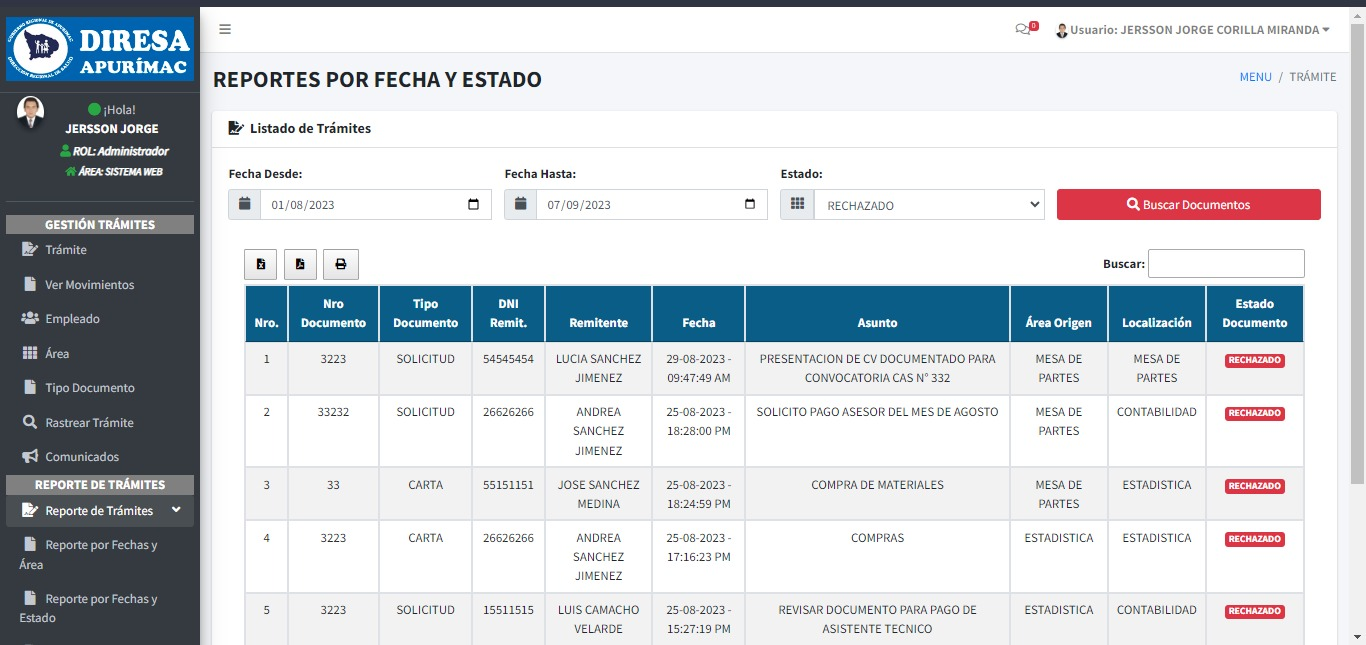 DIRESA
APURÍMAC
¡Hola!
JERSSON JORGE
ROL: Administrador
ÁREA: SISTEMA WEB
GESTIÓN TRÁMITES
Trámite
Ver Movimientos
Empleado
Área
Tipo Documento
Rastrear Trámite
Comunicados
REPORTE DE TRÁMITES
Reporte de Trámites
Reporte por Fechas y
Área
Reporte por Fechas y
Estado
0
Usuario: JERSSON JORGE CORILLA MIRANDA
REPORTES POR FECHA Y ESTADO
MENU / TRÁMITE
Listado de Trámites
Fecha Desde: Fecha Hasta: Estado:
01/08/2023 07/09/2023 RECHAZADO Buscar Documentos
Buscar:
Nro. Nro Documento Tipo Documento DNI Remit. Remitente Fecha Asunto Área Origen Localización Estado Documento
1 3223 SOLICITUD 54545454 LUCIA SANCHEZ JIMENEZ 29-08-2023 - 09:47:49 AM PRESENTACION DE CV DOCUMENTADO PARA CONVOCATORIA CAS N° 332 MESA DE PARTES MESA DE PARTES RECHAZADO
2 33232 SOLICITUD 26626266 ANDREA SANCHEZ JIMENEZ 25-08-2023 - 18:28:00 PM SOLICITO PAGO ASESOR DEL MES DE AGOSTO MESA DE PARTES CONTABILIDAD RECHAZADO
3 33 CARTA 55151151 JOSE SANCHEZ MEDINA 25-08-2023 - 18:24:59 PM COMPRA DE MATERIALES MESA DE PARTES ESTADISTICA RECHAZADO
4 3223 CARTA 26626266 ANDREA SANCHEZ JIMENEZ 25-08-2023 - 17:16:23 PM COMPRAS ESTADISTICA ESTADISTICA RECHAZADO
5 3223 SOLICITUD 15511515 LUIS CAMACHO VELARDE 25-08-2023 - 15:27:19 PM REVISAR DOCUMENTO PARA PAGO DE ASISTENTE TECNICO ESTADISTICA CONTABILIDAD RECHAZADO